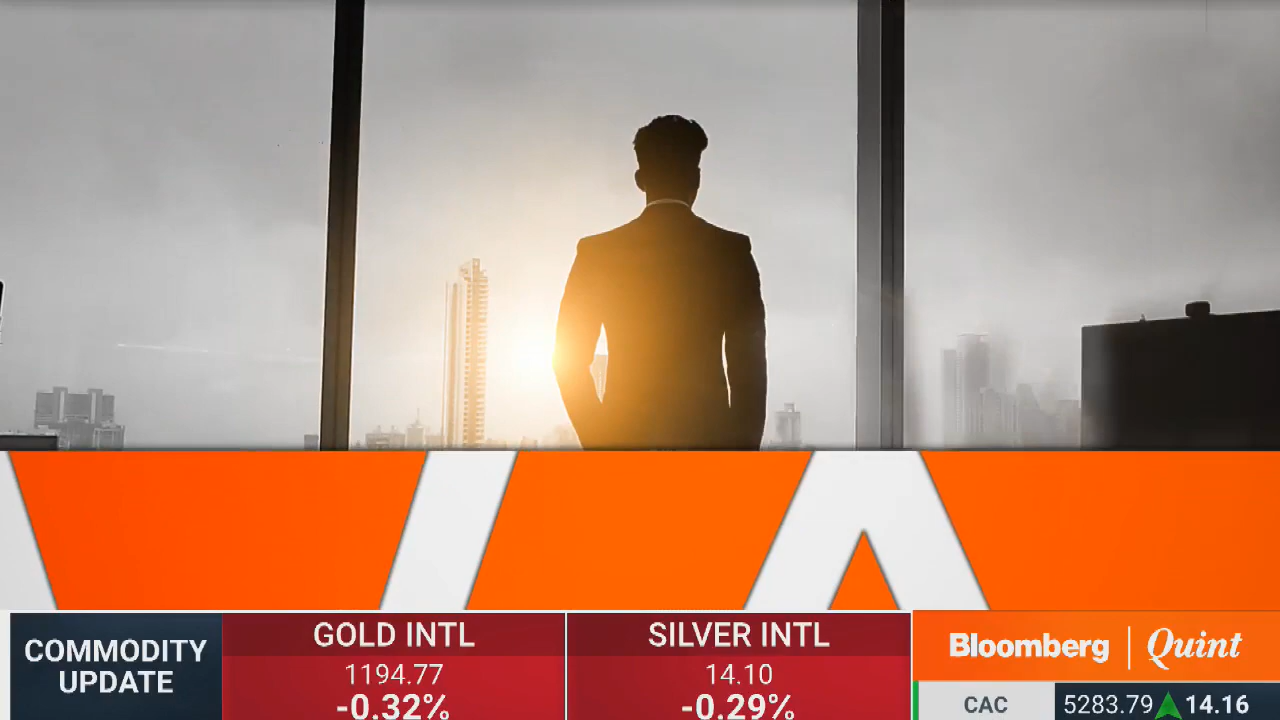 COMMODITY
UPDATE
GOLD INTL
1194.77
-0.32%
SILVER INTL
14.10
-0.29%
Bloomberg | Quint
CAC
5283.79 ▲ 14.16